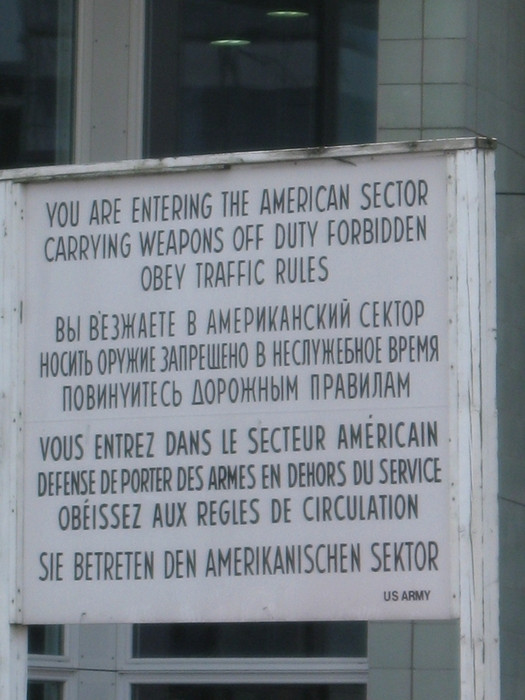 YOU ARE ENTERING THE AMERICAN SECTOR
CARRYING WEAPONS OFF DUTY FORBIDDEN
OBEY TRAFFIC RULES
ВЫ ВЪЕЗЖАЕТЕ В АМЕРИКАНСКИЙ СЕКТОР
НОСИТЬ ОРУЖИЕ ЗАПРЕЩЕНО В НЕСЛУЖЕБНОЕ ВРЕМЯ
ПОВИНУИТЕСЬ ДОРОЖНЫМ ПРАВИЛАМ
VOUS ENTREZ DANS LE SECTEUR AMÉRICAIN
DEFENSE DE PORTER DES ARMES EN DEHORS DU SERVICE
OBÉISSEZ AUX REGLES DE CIRCULATION
SIE BETRETEN DEN AMERIKANISCHEN SEKTOR
US ARMY